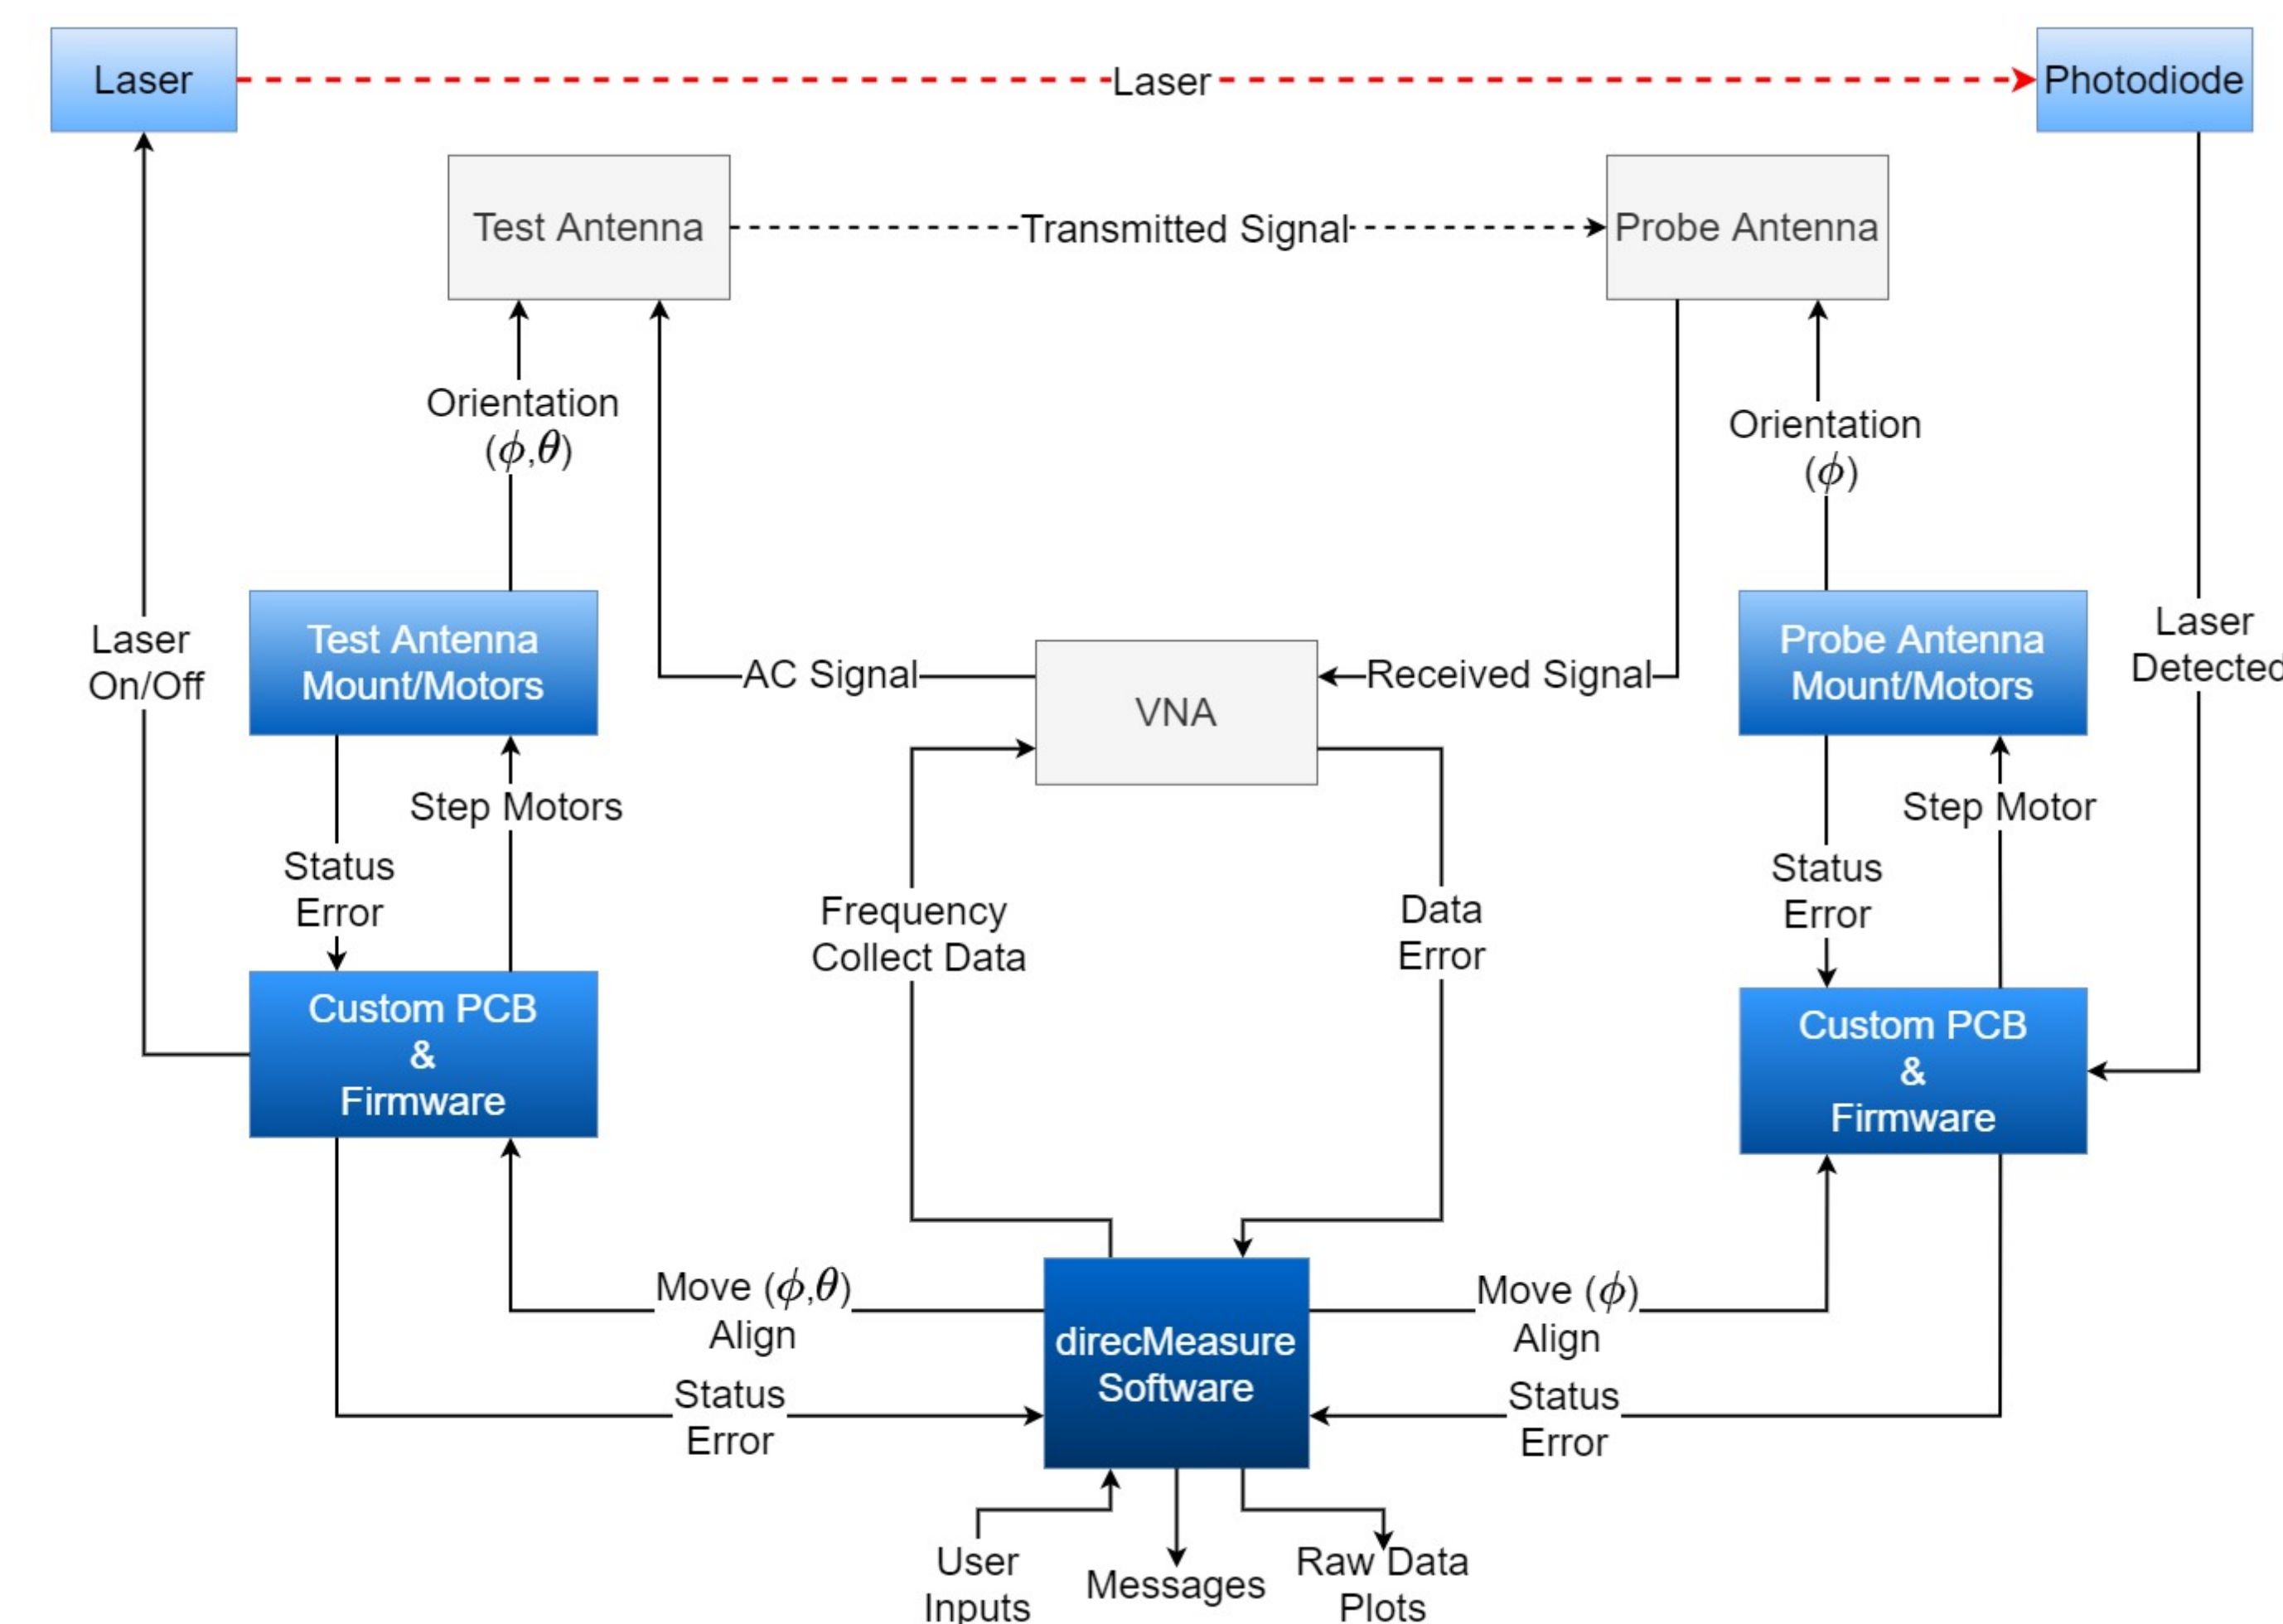 Laser
Laser
Photodiode
Test Antenna
Transmitted Signal
Probe Antenna
Orientation
(ϕ,θ)
Orientation
(ϕ)
Laser
On/Off
Test Antenna
Mount/Motors
AC Signal
VNA
Received Signal
Probe Antenna
Mount/Motors
Laser
Detected
Step Motors
Step Motor
Status
Error
Frequency
Collect Data
Data
Error
Status
Error
Custom PCB
&
Firmware
Custom PCB
&
Firmware
Move (ϕ,θ)
Align
direcMeasure
Software
Move (ϕ)
Align
Status
Error
Status
Error
User
Inputs
Messages
Raw Data
Plots